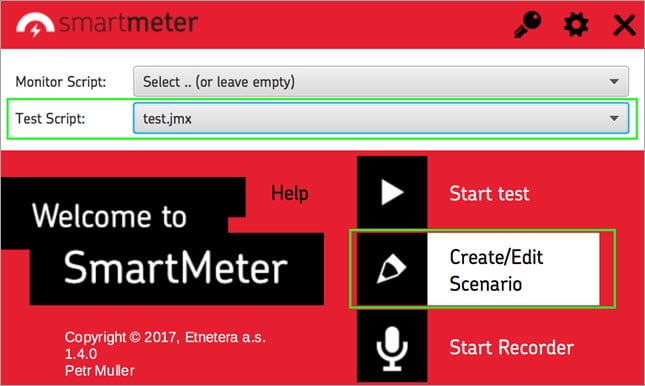 smartmeter
Monitor Script: Select .. (or leave empty)
Test Script: test.jmx
Help
Start test
Welcome to
SmartMeter
Create/Edit
Scenario
Copyright © 2017, Etnetera a.s.
1.4.0
Petr Muller
Start Recorder